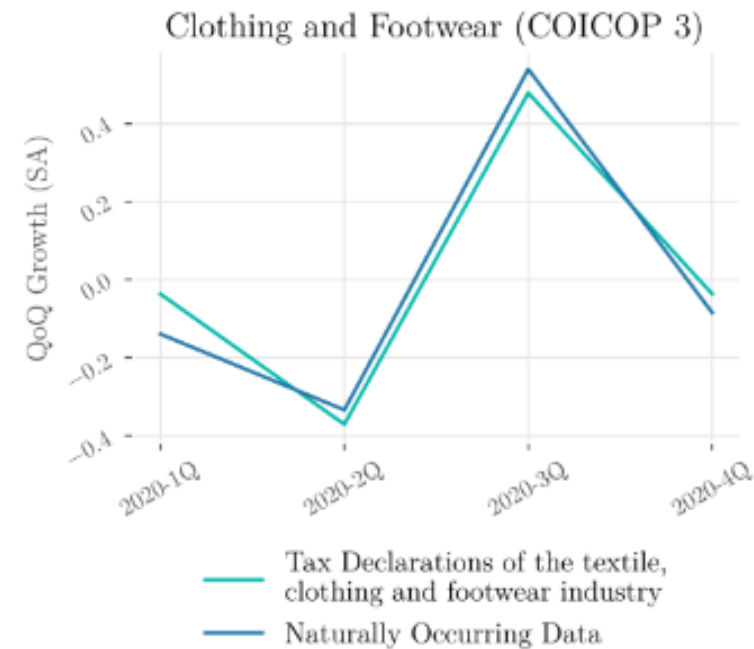 Clothing and Footwear (COICOP 3)
QoQ Growth (SA)
0.4
0.2
0.0
−0.2
−0.4
2020-1Q
2020-2Q
2020-3Q
2020-4Q
Tax Declarations of the textile,
clothing and footwear industry
Naturally Occurring Data